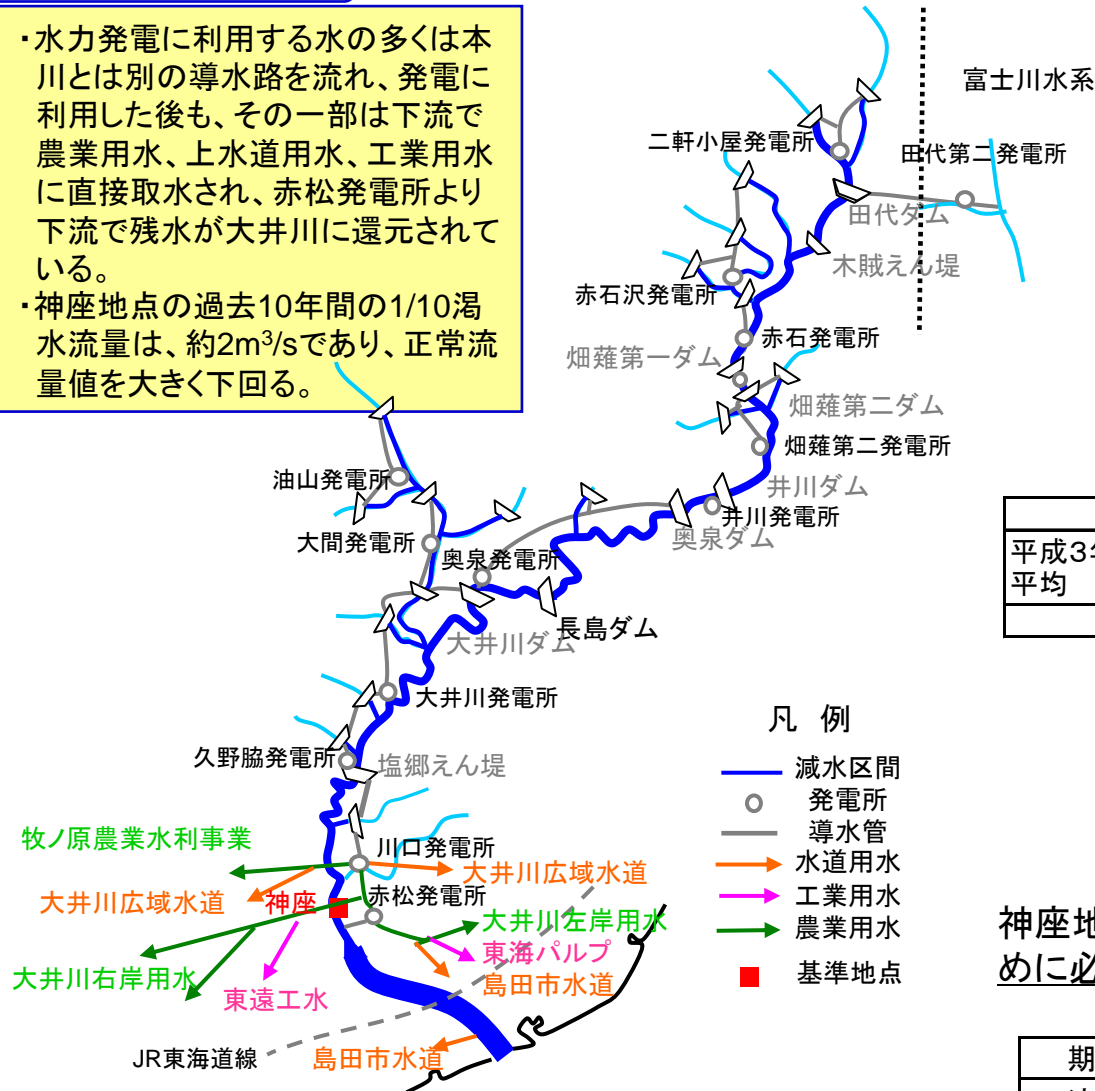 ・水力発電に利用する水の多くは本
川とは別の導水路を流れ、発電に
利用した後も、その一部は下流で
農業用水、上水道用水、工業用水
に直接取水され、赤松発電所より
下流で残水が大井川に還元されて
いる。
・神座地点の過去10年間の1/10渇
水流量は、約2m³/sであり、正常流
量値を大きく下回る。
富士川水系
二軒小屋発電所
田代第二発電所
田代ダム
木賊えん堤
赤石沢発電所
赤石発電所
畑薙第一ダム
畑薙第二ダム
畑薙第二発電所
井川ダム
井川発電所
奥泉ダム
油山発電所
大間発電所
奥泉発電所
長島ダム
大井川ダム
大井川発電所
久野脇発電所
塩郷えん堤
牧ノ原農業水利事業
川口発電所
大井川広域水道
大井川広域水道
神座
赤松発電所
大井川左岸用水
東海パルプ
島田市水道
大井川右岸用水
東遠工水
JR東海道線
島田市水道
凡 例
減水区間
発電所
導水管
水道用水
工業用水
農業用水
基準地点
平成3
平均
神座地
めに必
期